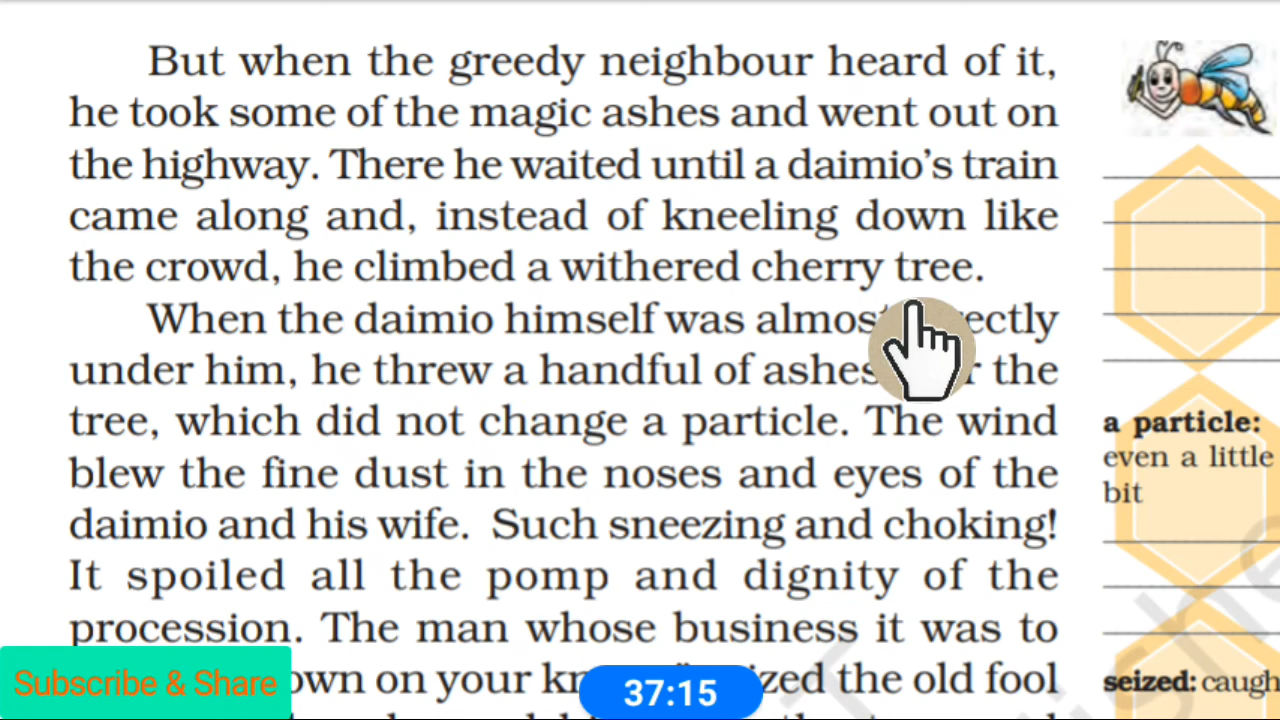 But when the greedy neighbour heard of it,
he took some of the magic ashes and went out on
the highway. There he waited until a daimio's train
came along and, instead of kneeling down like
the crowd, he climbed a withered cherry tree.
When the daimio himself was almost
under him, he threw a handful of ashes the
tree, which did not change a particle. The wind
blew the fine dust in the noses and eyes of the
daimio and his wife. Such sneezing and choking!
It spoiled all the pomp and dignity of the
procession. The man whose business it was to
on your the old fool
a particle:
even a little
bit
seized:
Subscribe & Share
37:15